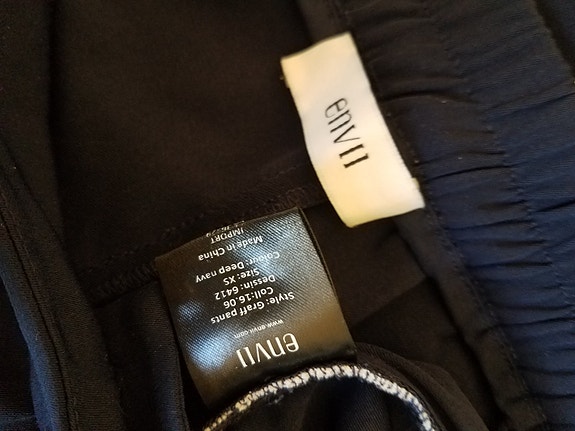 envii
envii
www.envii.com
Style: Graff pants
Coll:16.06
Dessin: 6412
Size: XS
Colour: Deep navy
Made in China
IMPORT